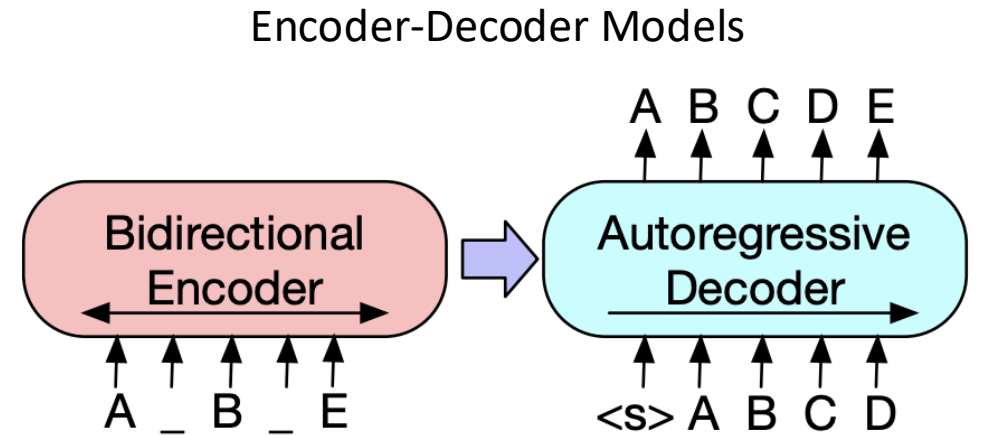 Encoder-Decoder Models
A B C D E
Bidirectional
Encoder
Autoregressive
Decoder
A _ B _ E
<s> A B C D